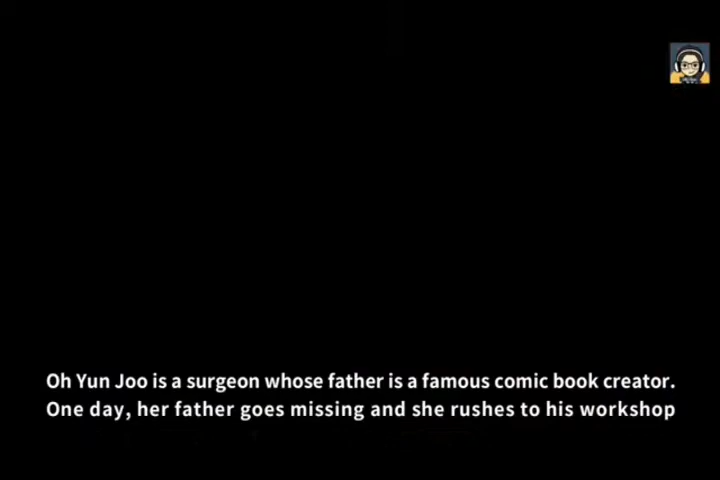 Oh Yun Joo is a surgeon whose father is a famous comic book creator.
One day, her father goes missing and she rushes to his workshop